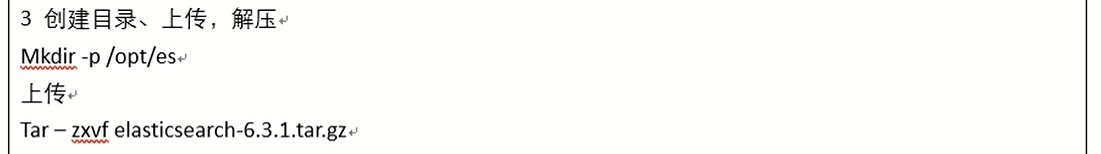 3 创建目录、上传，解压
Mkdir -p /opt/es
上传
Tar – zxvf elasticsearch-6.3.1.tar.gz